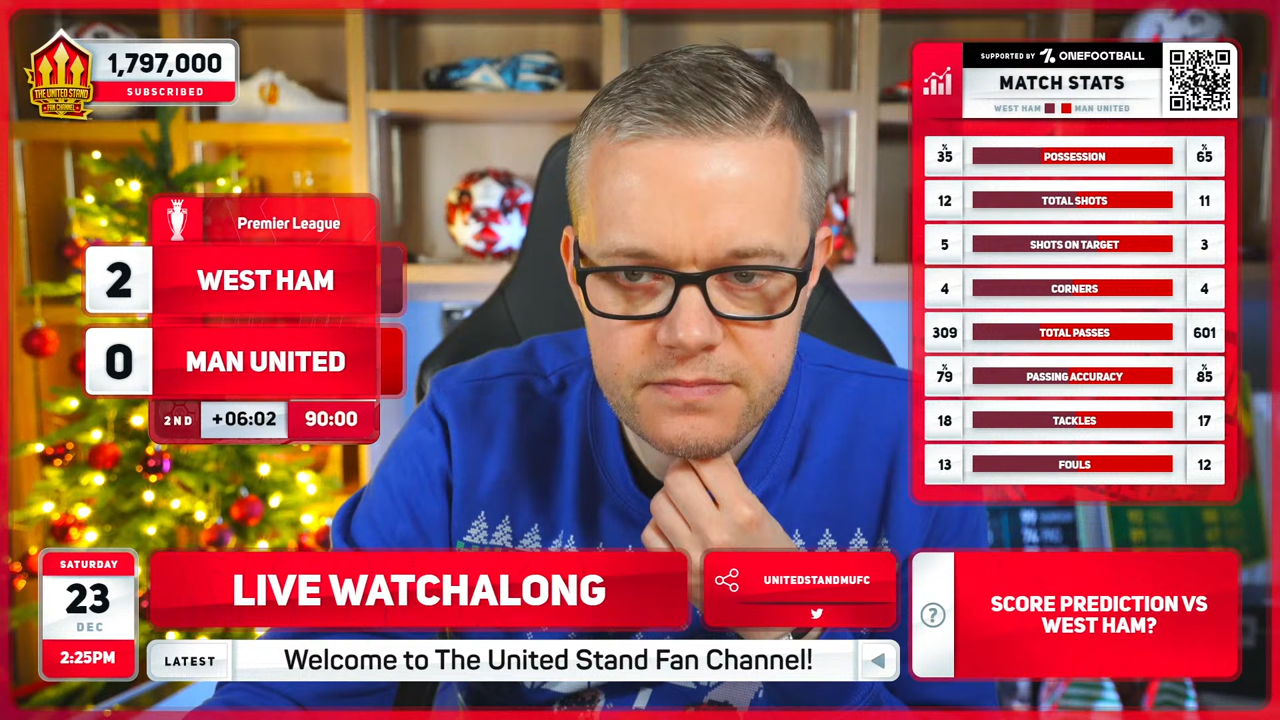 THE UNITED STAND
FAN CHANNEL
1,797,000
SUBSCRIBED
Premier League
2 WEST HAM
0 MAN UNITED
2ND +06:02 90:00
SUPPORTED BY ONEFOOTBALL
MATCH STATS
WEST HAM MAN UNITED
% %
35 POSSESSION 65
12 TOTAL SHOTS 11
5 SHOTS ON TARGET 3
4 CORNERS 4
309 TOTAL PASSES 601
% %
79 PASSING ACCURACY 85
18 TACKLES 17
13 FOULS 12
SATURDAY
23
DEC
2:25PM
LIVE WATCHALONG
UNITEDSTANDMUFC
LATEST Welcome to The United Stand Fan Channel!
?
SCORE PREDICTION VS
WEST HAM?